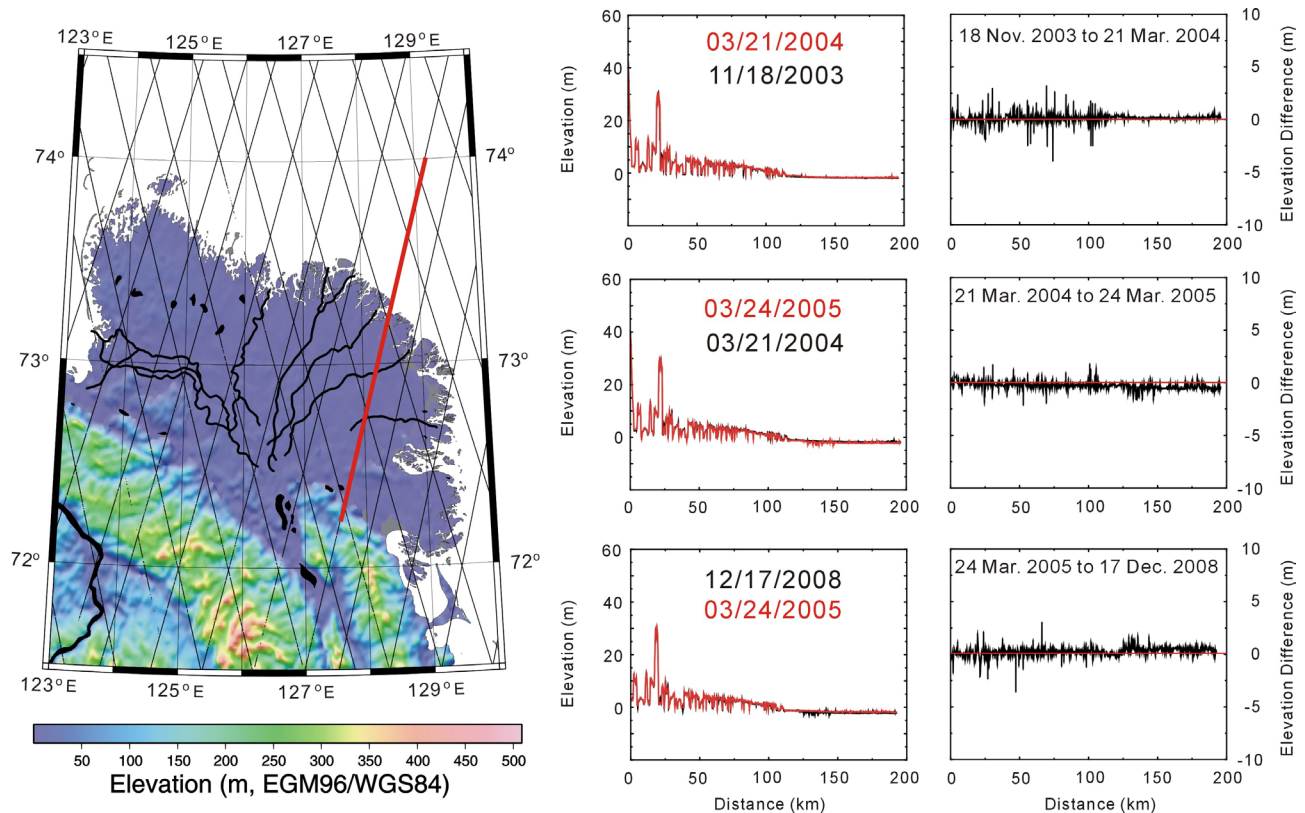 123°E
125°E
127°E
129°E
74°
74°
73°
73°
72°
72°
123°E
125°E
127°E
129°E
50 100 150 200 250 300 350 400 450 500
Elevation (m, EGM96/WGS84)
60
40
20
0
Elevation (m)
03/21/2004
11/18/2003
0 50 100 150 200
18 Nov. 2003 to 21 Mar. 2004
10
5
0
-5
-10
Elevation Difference (m)
0 50 100 150 200
60
40
20
0
Elevation (m)
03/24/2005
03/21/2004
0 50 100 150 200
21 Mar. 2004 to 24 Mar. 2005
10
5
0
-5
-10
Elevation Difference (m)
0 50 100 150 200
60
40
20
0
Elevation (m)
12/17/2008
03/24/2005
0 50 100 150 200
Distance (km)
24 Mar. 2005 to 17 Dec. 2008
10
5
0
-5
-10
Elevation Difference (m)
0 50 100 150 200
Distance (km)